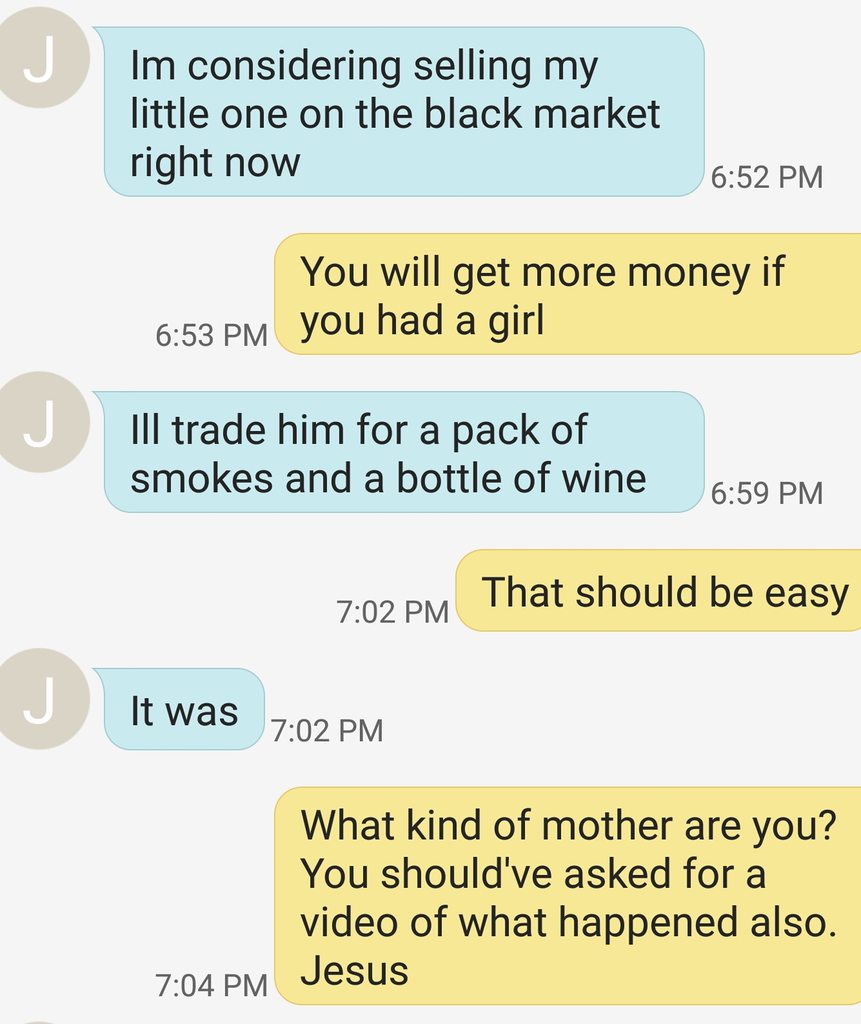 J
Im considering selling my
little one on the black market
right now
6:52 PM
You will get more money if
you had a girl
6:53 PM
J
Ill trade him for a pack of
smokes and a bottle of wine
6:59 PM
That should be easy
7:02 PM
J
It was
7:02 PM
What kind of mother are you?
You should've asked for a
video of what happened also.
Jesus
7:04 PM